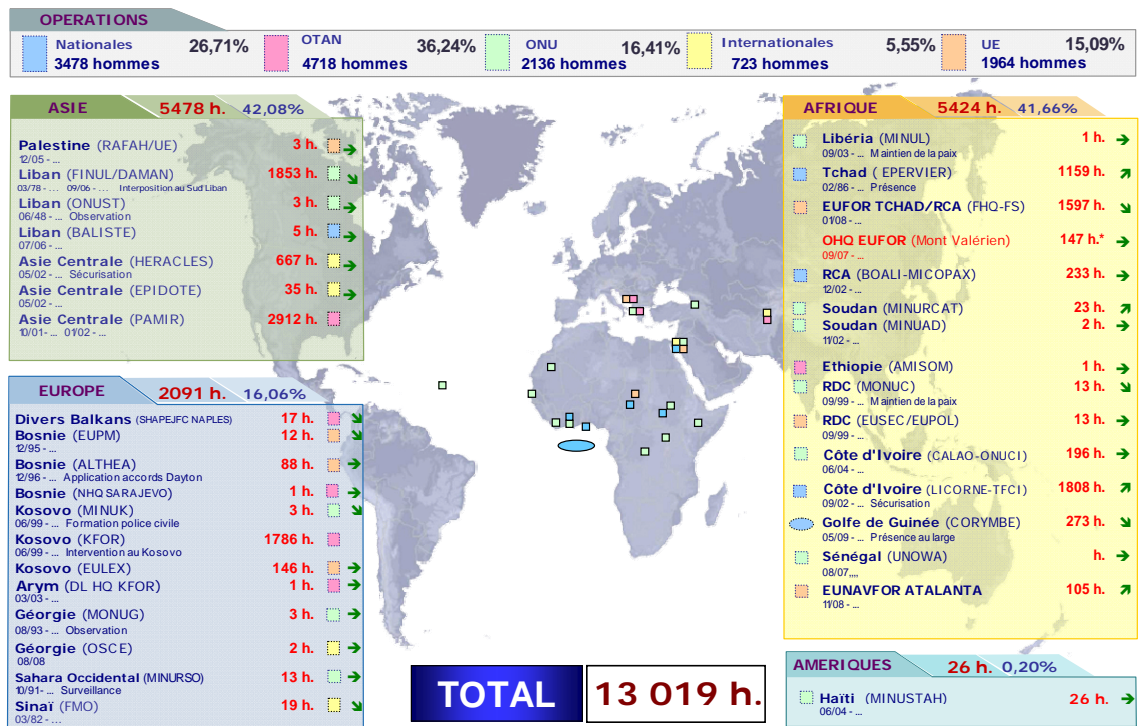 OPERATIONS
Nationales 26,71%
3478 hommes
OTAN 36,24%
4718 hommes
ONU 16,41%
2136 hommes
Internationales 5,55%
723 hommes
UE 15,09%
1964 hommes
ASIE 5478 h. 42,08%
Palestine (RAFAH/UE) 3 h.
12/05 - ...
Liban (FINUL/DAMAN) 1853 h.
03/78 - ... 09/06 - ... Interposition au Sud Liban
Liban (ONUST) 3 h.
06/48 - ... Observation
Liban (BALISTE) 5 h.
07/06 - ...
Asie Centrale (HERACLES) 667 h.
05/02 - ... Sécurisation
Asie Centrale (EPIDOTE) 35 h.
05/02 - ...
Asie Centrale (PAMIR) 2912 h.
10/01- ... 01/02 - ...
EUROPE 2091 h. 16,06%
Divers Balkans (SHAPEJFC NAPLES) 17 h.
Bosnie (EUPM) 12 h.
12/95 - ...
Bosnie (ALTHEA) 88 h.
12/96 - ... Application accords Dayton
Bosnie (NHQ SARAJEVO) 1 h.
Kosovo (MINUK) 3 h.
06/99 - ... Formation police civile
Kosovo (KFOR) 1786 h.
06/99 - ... Intervention au Kosovo
Kosovo (EULEX) 146 h.
Arym (DL HQ KFOR) 1 h.
03/03 - ...
Géorgie (MONUG) 3 h.
08/93 - ... Observation
Géorgie (OSCE) 2 h.
08/08
Sahara Occidental (MINURSO) 13 h.
10/91- ... Surveillance
Sinaï (FMO) 19 h.
03/82 - ...
AFRIQUE 5424 h. 41,66%
Libéria (MINUL) 1 h.
09/03 - ... Maintien de la paix
Tchad ( EPERVIER) 1159 h.
02/86 - ... Présence
EUFOR TCHAD/RCA (FHQ-FS) 1597 h.
01/08 - ...
OHQ EUFOR (Mont Valérien) 147 h.*
09/07 - ...
RCA (BOALI-MICOPAX) 233 h.
12/02 - ...
Soudan (MINURCAT) 23 h.
Soudan (MINUAD) 2 h.
11/02 - ...
Ethiopie (AMISOM) 1 h.
RDC (MONUC) 13 h.
09/99 - ... Maintien de la paix
RDC (EUSEC/EUPOL) 13 h.
09/99 - ...
Côte d'Ivoire (CALAO-ONUCI) 196 h.
06/04 - ...
Côte d'Ivoire (LICORNE-TFCI) 1808 h.
09/02 - ... Sécurisation
Golfe de Guinée (CORYMBE) 273 h.
05/09 - ... Présence au large
Sénégal (UNOWA) h.
08/07,,,,
EUNAVFOR ATALANTA 105 h.
11/08 - ...
AMERIQUES 26 h. 0,20%
Haïti (MINUSTAH) 26 h.
06/04 - ...
TOTAL 13 019 h.